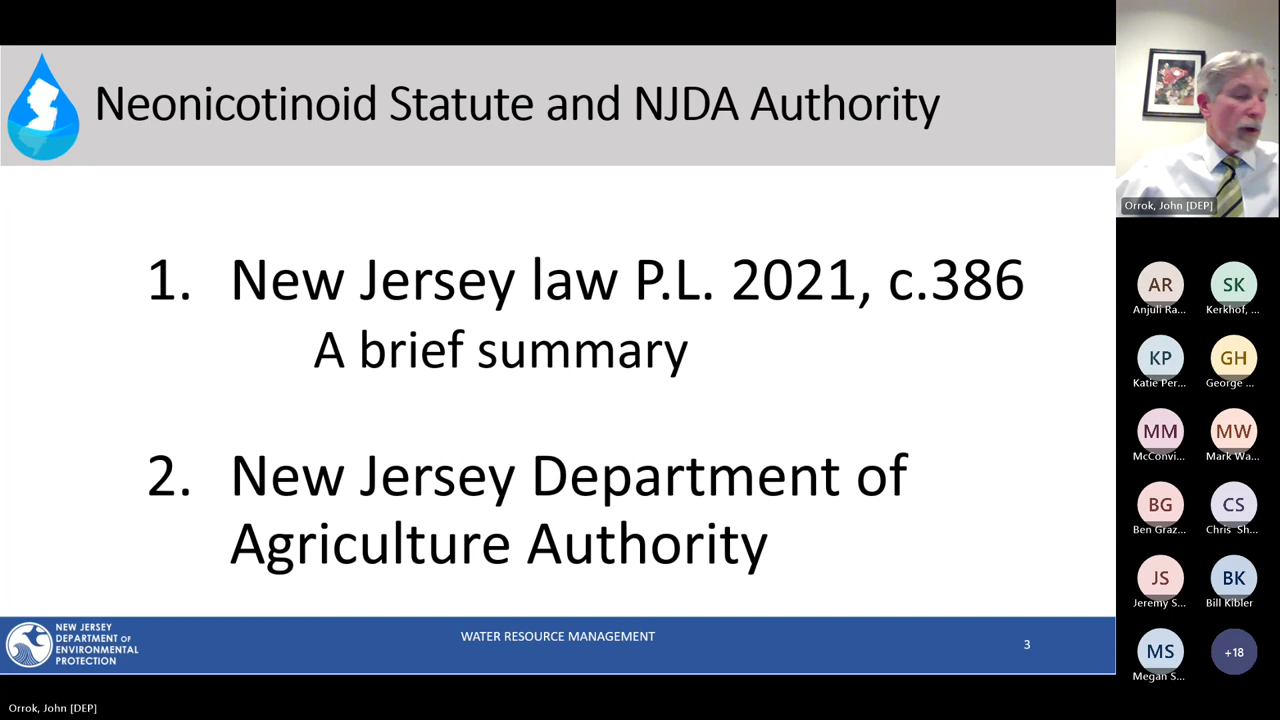 Neonicotinoid Statute and NJDA Authority
1. New Jersey law P.L. 2021, c.386
A brief summary
2. New Jersey Department of
Agriculture Authority
NEW JERSEY
DEPARTMENT OF
ENVIRONMENTAL
PROTECTION
WATER RESOURCE MANAGEMENT
3
Orrok, John [DEP]
AR
SK
Anjuli Ra...
Kerkhof, ...
KP
GH
Katie Per...
George ...
MM
MW
McConvi...
Mark Wa...
BG
CS
Ben Graz...
Chris Sh...
JS
BK
Jeremy S...
Bill Kibler
MS
+18
Megan S...
Orrok, John [DEP]